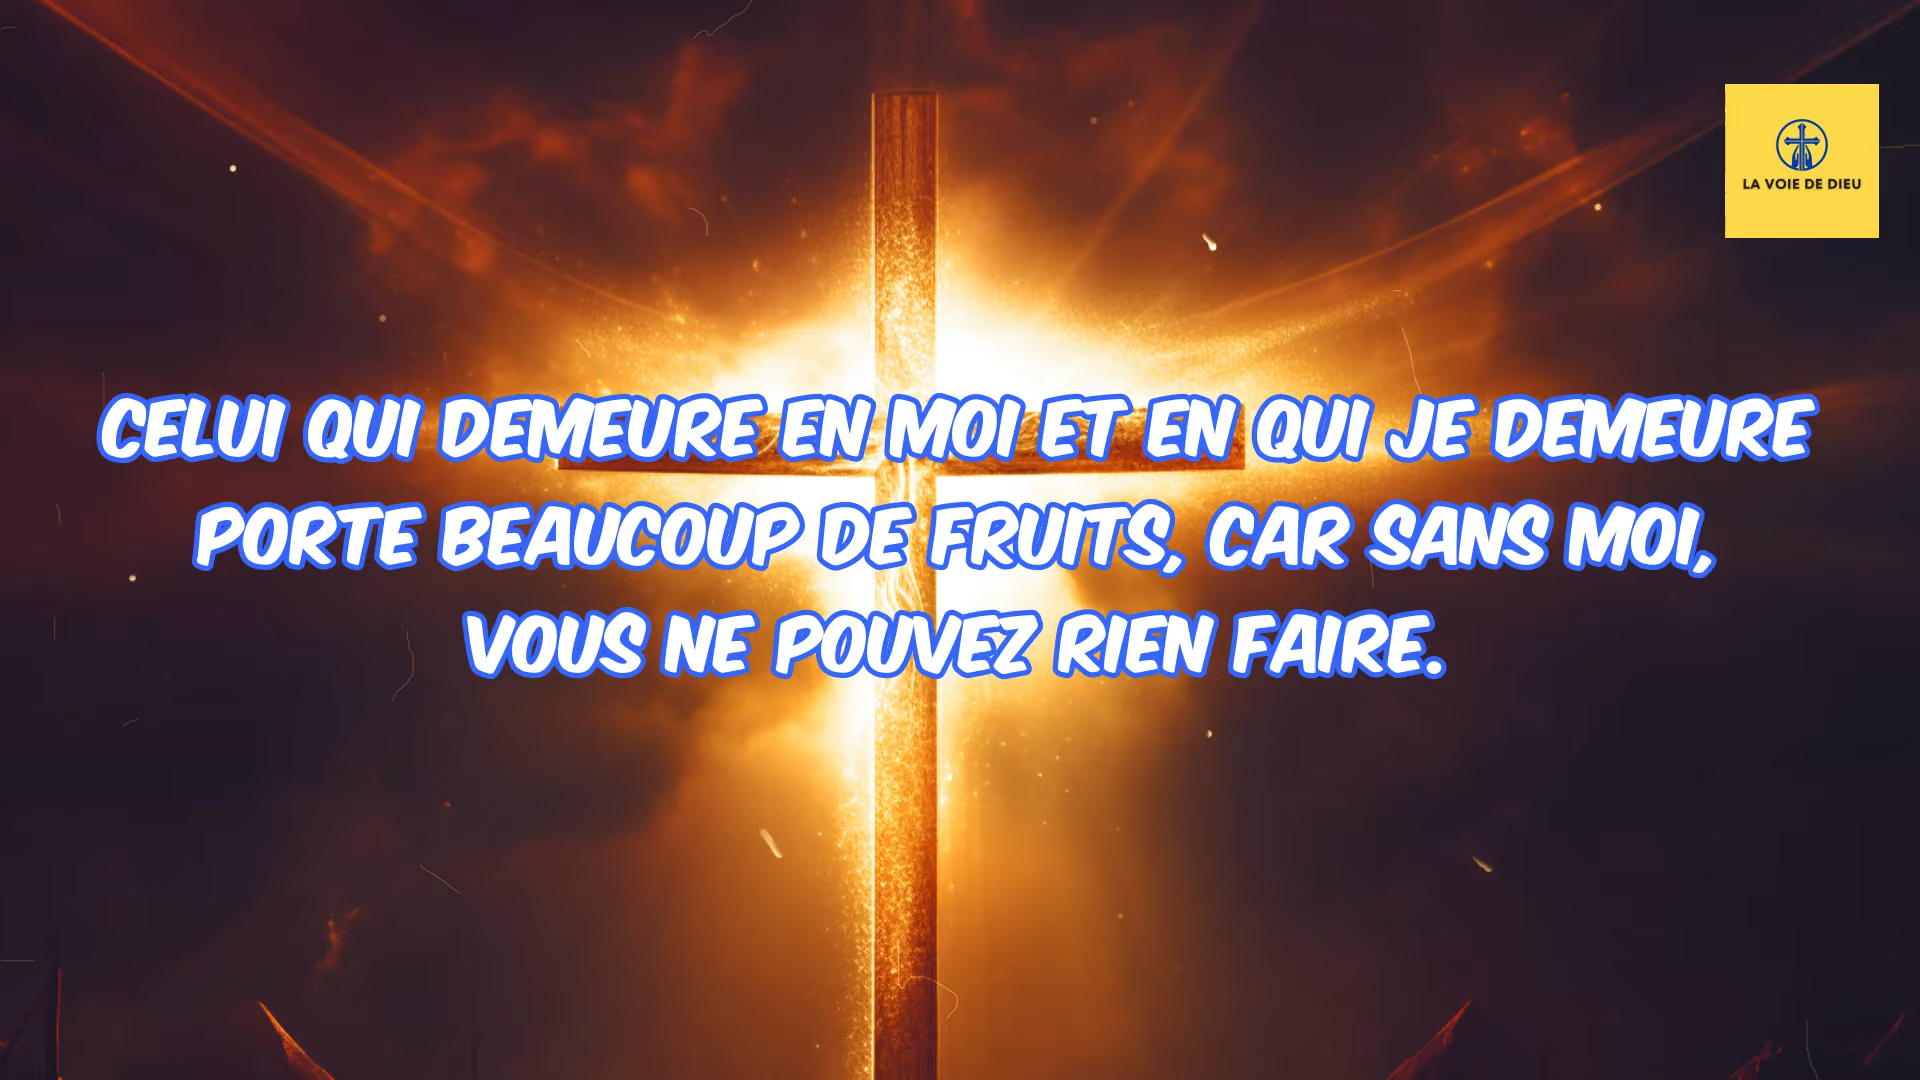 LA VOIE DE DIEU
CELUI QUI DEMEURE EN MOI ET EN QUI JE DEMEURE
PORTE BEAUCOUP DE FRUITS, CAR SANS MOI,
VOUS NE POUVEZ RIEN FAIRE.